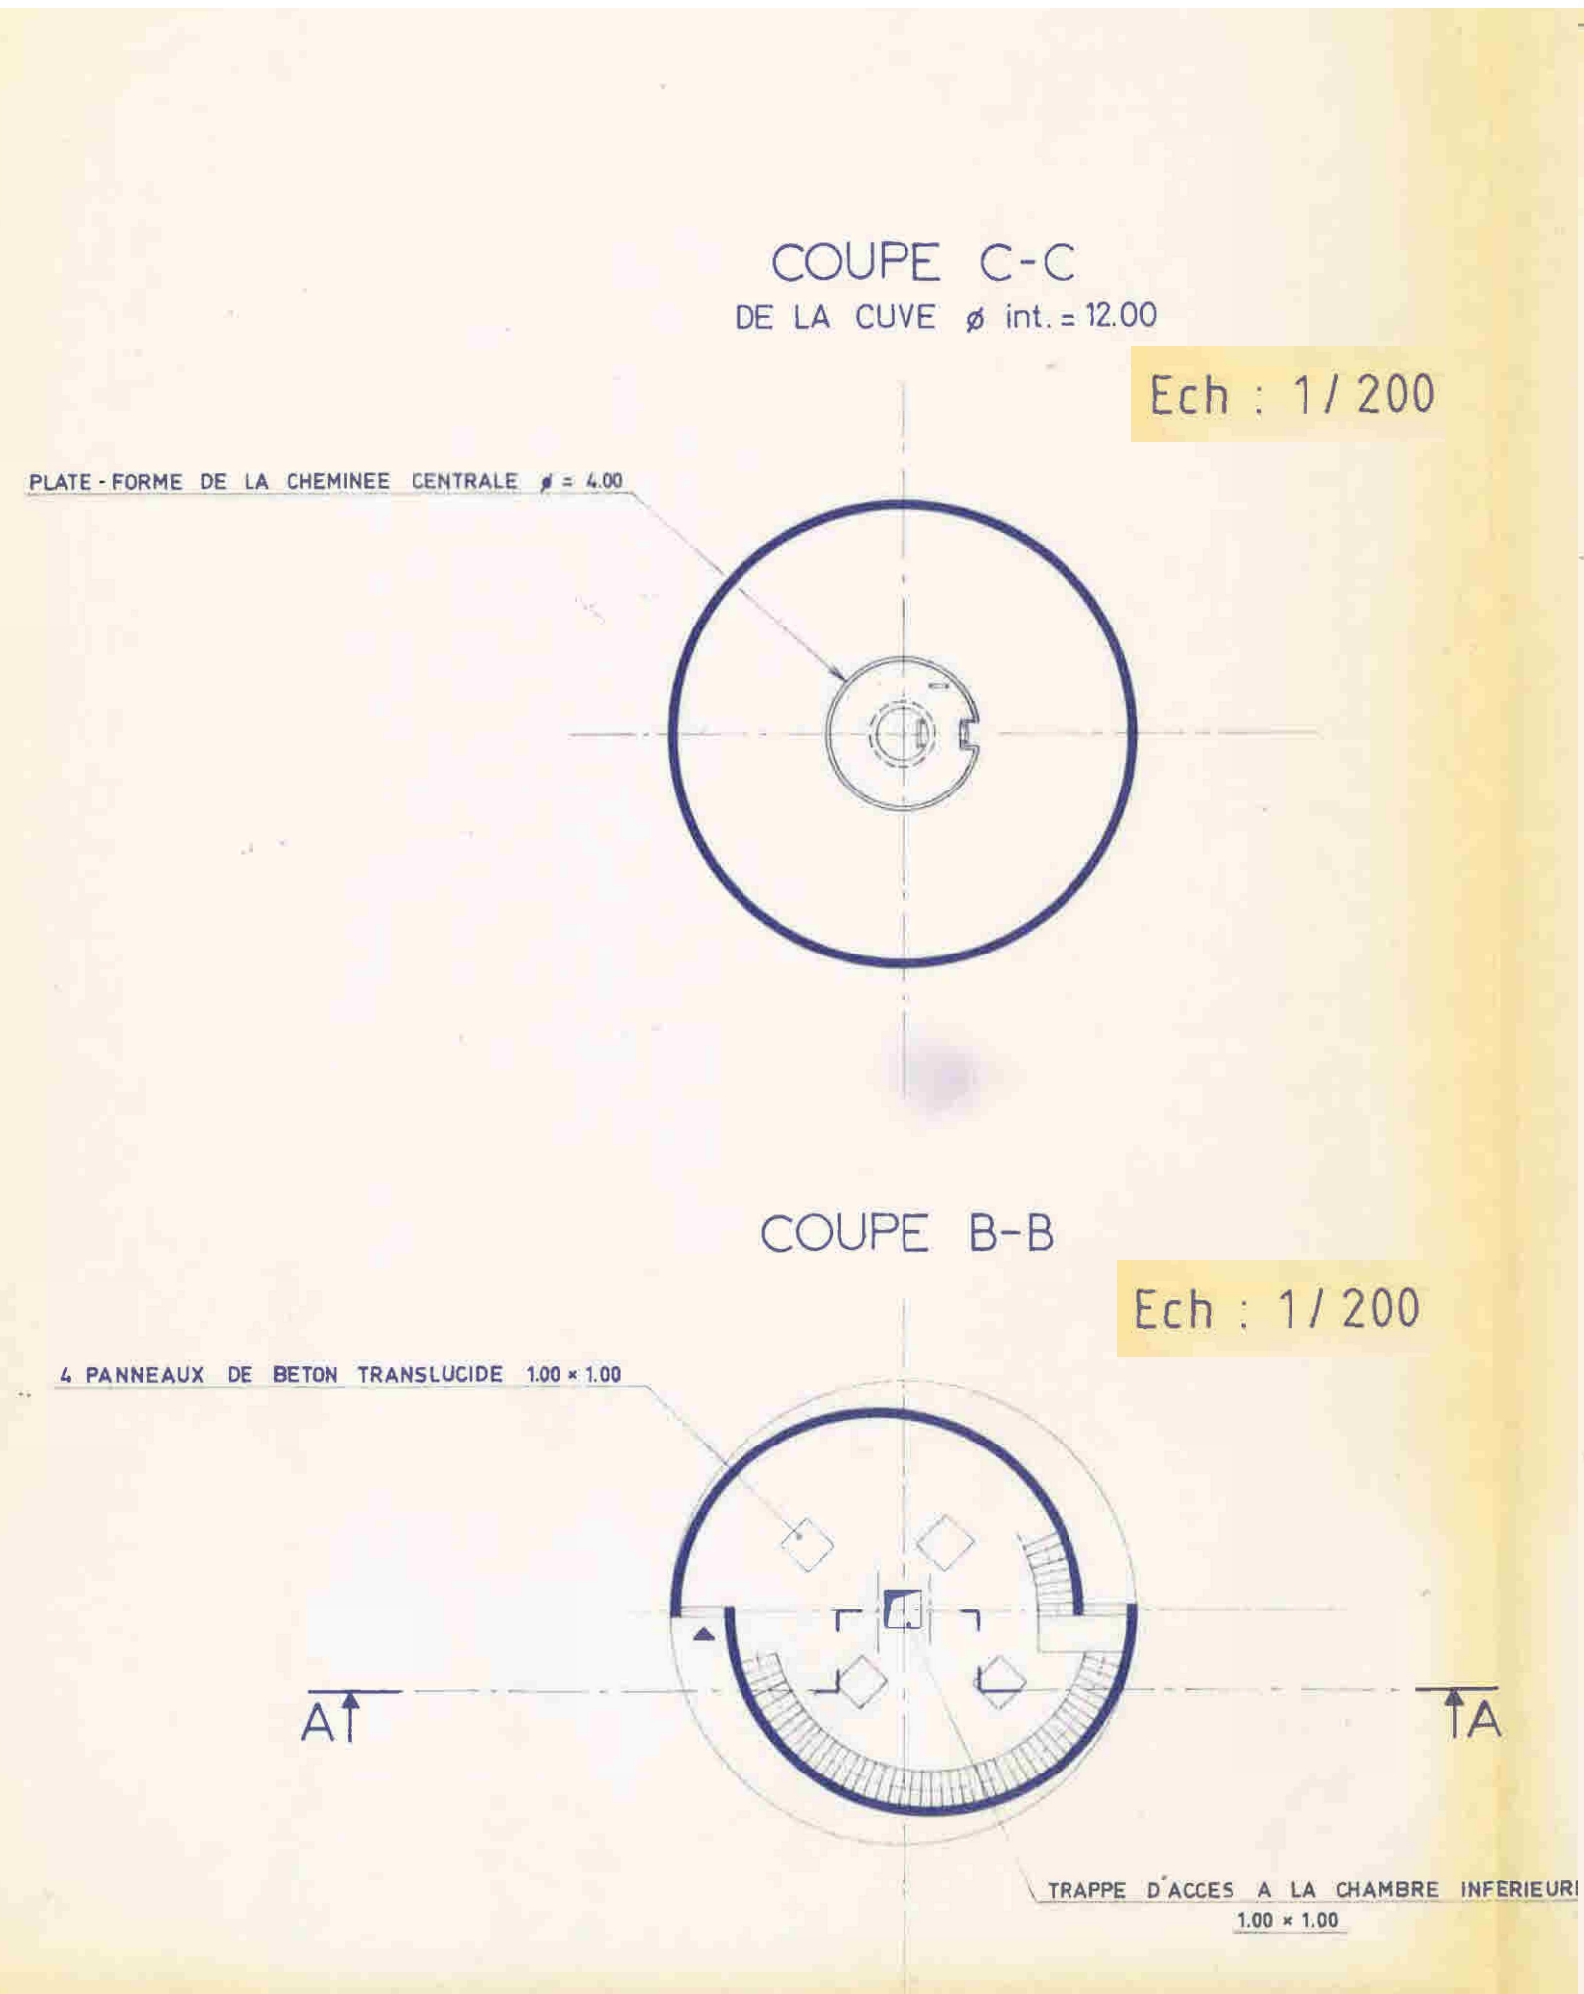 COUPE C-C
DE LA CUVE ø int. = 12.00
Ech : 1/200
PLATE-FORME DE LA CHEMINEE CENTRALE ø = 4.00
COUPE B-B
Ech : 1/200
4 PANNEAUX DE BETON TRANSLUCIDE 1.00 × 1.00
A
A
TRAPPE D'ACCES A LA CHAMBRE INFERIEUR
1.00 × 1.00